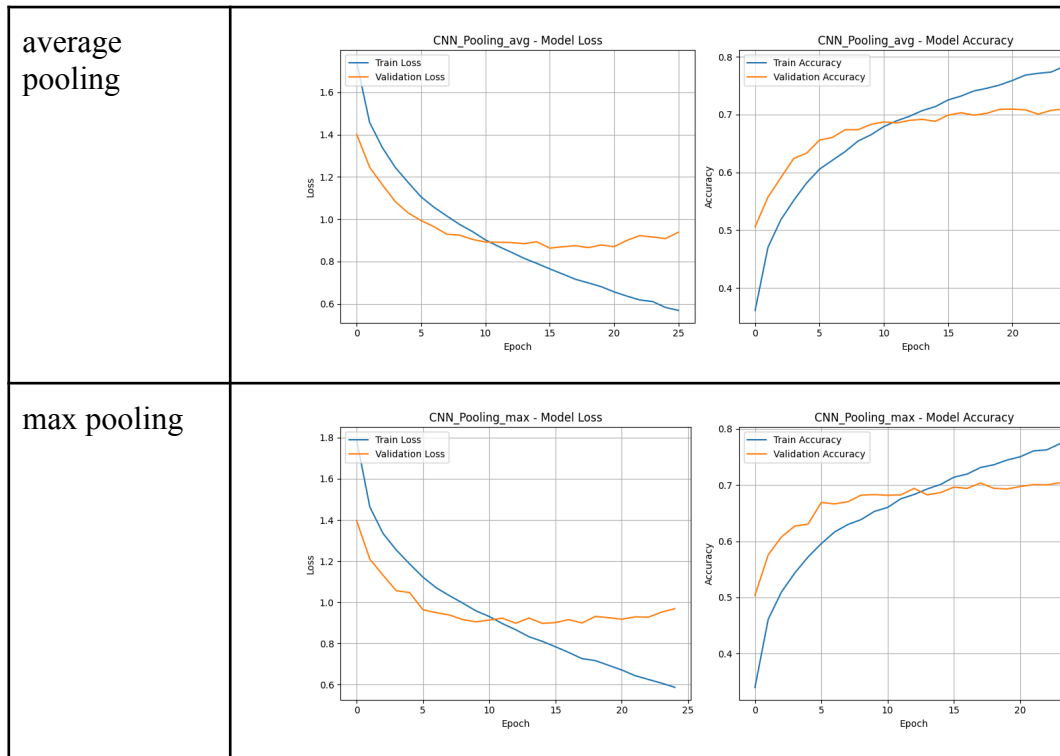 average
pooling
CNN_Pooling_avg - Model Loss
Train Loss
Validation Loss
1.6
1.4
1.2
1.0
0.8
0.6
Loss
0 5 10 15 20 25
Epoch
CNN_Pooling_avg - Model Accuracy
Train Accuracy
Validation Accuracy
0.8
0.7
0.6
0.5
0.4
Accuracy
0 5 10 15 20
Epoch
max pooling
CNN_Pooling_max - Model Loss
Train Loss
Validation Loss
1.8
1.6
1.4
1.2
1.0
0.8
0.6
Loss
0 5 10 15 20 25
Epoch
CNN_Pooling_max - Model Accuracy
Train Accuracy
Validation Accuracy
0.8
0.7
0.6
0.5
0.4
Accuracy
0 5 10 15 20
Epoch